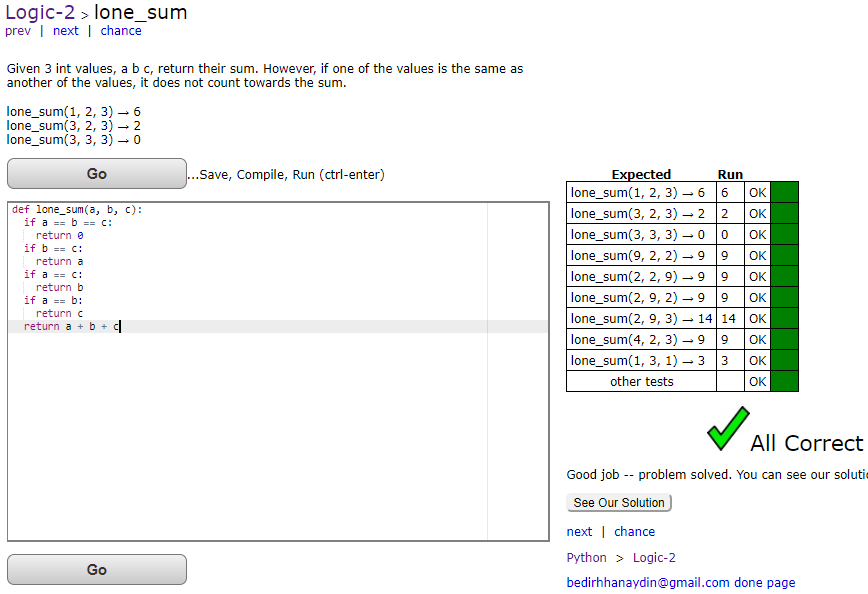 Logic-2 > lone_sum
prev | next | chance
Given 3 int values, a b c, return their sum. However, if one of the values is the same as
another of the values, it does not count towards the sum.
lone_sum(1, 2, 3) → 6
lone_sum(3, 2, 3) → 2
lone_sum(3, 3, 3) → 0
Go
...Save, Compile, Run (ctrl-enter)
def lone_sum(a, b, c):
  if a == b == c:
    return 0
  if b == c:
    return a
  if a == c:
    return b
  if a == b:
    return c
  return a + b + c
Go
Expected Run
lone_sum(1, 2, 3) → 6 6 OK
lone_sum(3, 2, 3) → 2 2 OK
lone_sum(3, 3, 3) → 0 0 OK
lone_sum(9, 2, 2) → 9 9 OK
lone_sum(2, 2, 9) → 9 9 OK
lone_sum(2, 9, 2) → 9 9 OK
lone_sum(2, 9, 3) → 14 14 OK
lone_sum(4, 2, 3) → 9 9 OK
lone_sum(1, 3, 1) → 3 3 OK
other tests OK
All Correct
Good job -- problem solved. You can see our soluti
See Our Solution
next | chance
Python > Logic-2
bedirhhanaydin@gmail.com done page